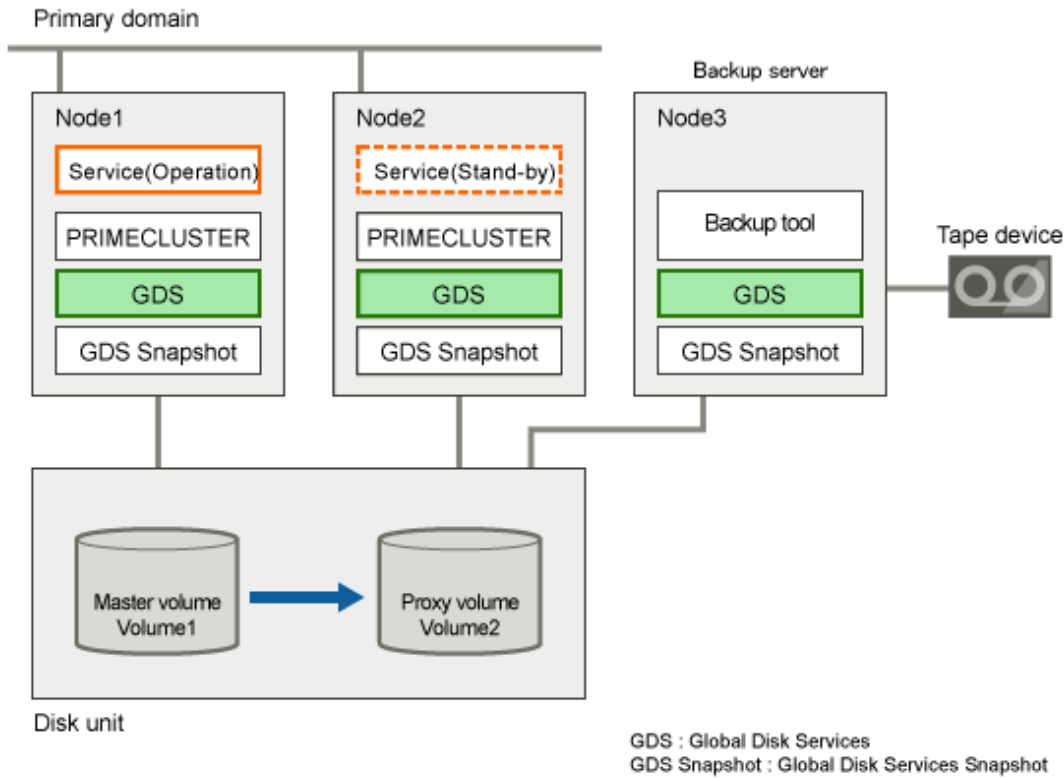 Primary domain
Backup server
Node1
Node2
Node3
Service(Operation)
Service(Stand-by)
PRIMECLUSTER
PRIMECLUSTER
Backup tool
Tape device
GDS
GDS
GDS
GDS Snapshot
GDS Snapshot
GDS Snapshot
Master volume
Volume1
Proxy volume
Volume2
Disk unit
GDS : Global Disk Services
GDS Snapshot : Global Disk Services Snapshot